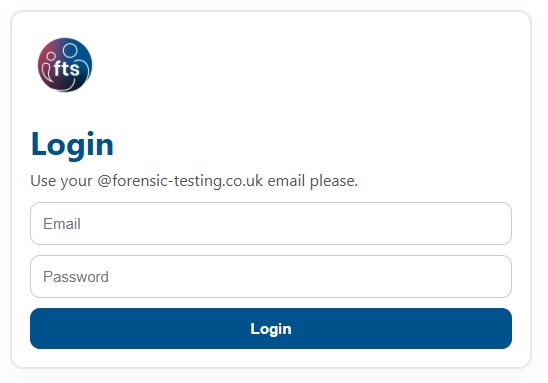 fts
Login
Use your @forensic-testing.co.uk email please.
Email
Password
Login